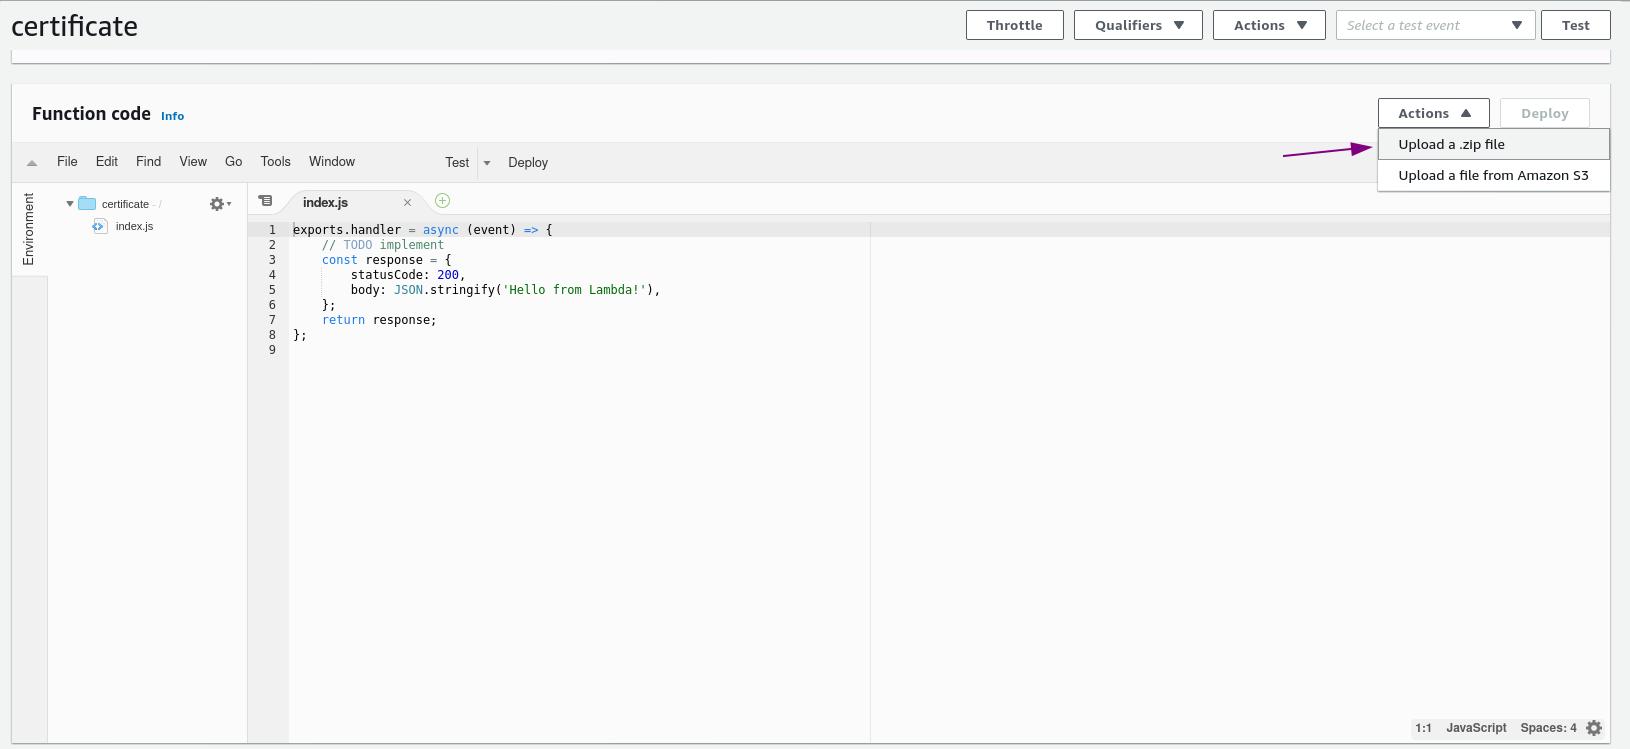 certificate Throttle Qualifiers Actions Select a test event Test
Function code Info Actions Deploy
Upload a .zip file
Upload a file from Amazon S3
File Edit Find View Go Tools Window Test Deploy
Environment
certificate - /
index.js
index.js
1 exports.handler = async (event) => {
2     // TODO implement
3     const response = {
4         statusCode: 200,
5         body: JSON.stringify('Hello from Lambda!'),
6     };
7     return response;
8 };
9
1:1 JavaScript Spaces: 4